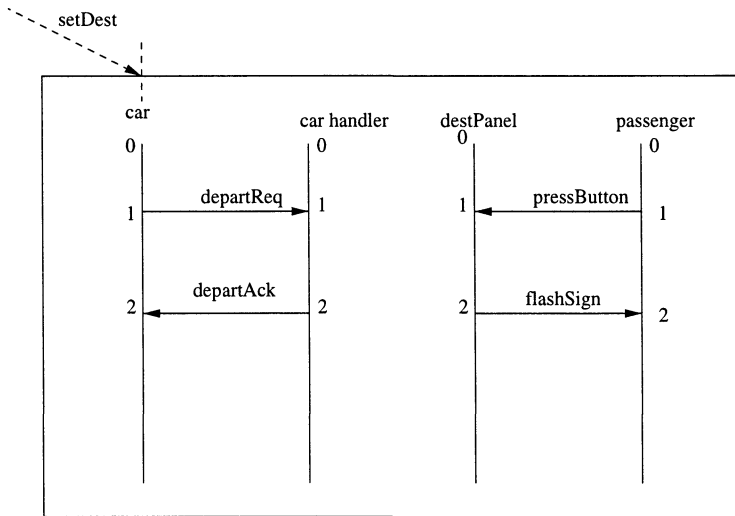 setDest
car
car handler
destPanel
passenger
0
0
0
0
departReq
pressButton
1
1
1
1
departAck
flashSign
2
2
2
2